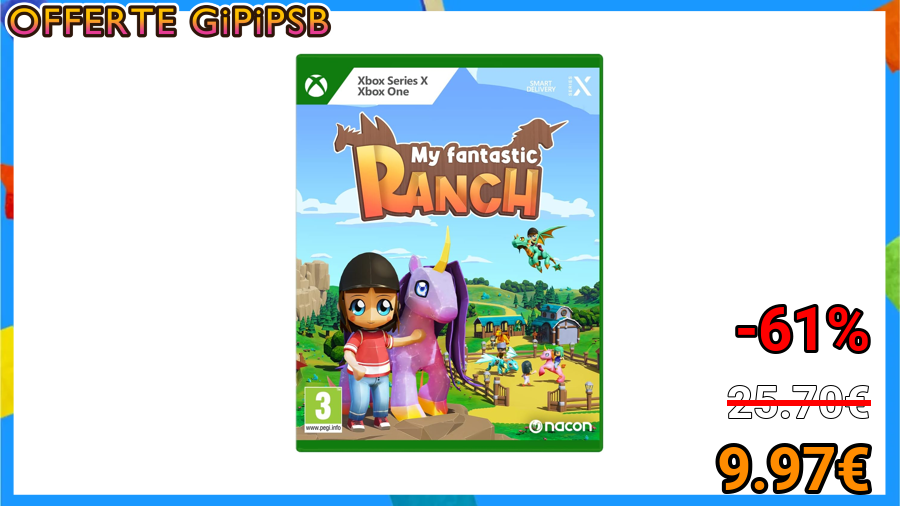 OFFERTE GiPiPSB
Xbox Series X
Xbox One
SMART
DELIVERY
SERIES X
My fantastic
RANCH
3
www.pegi.info
nacon
-61%
25.70€
9.97€